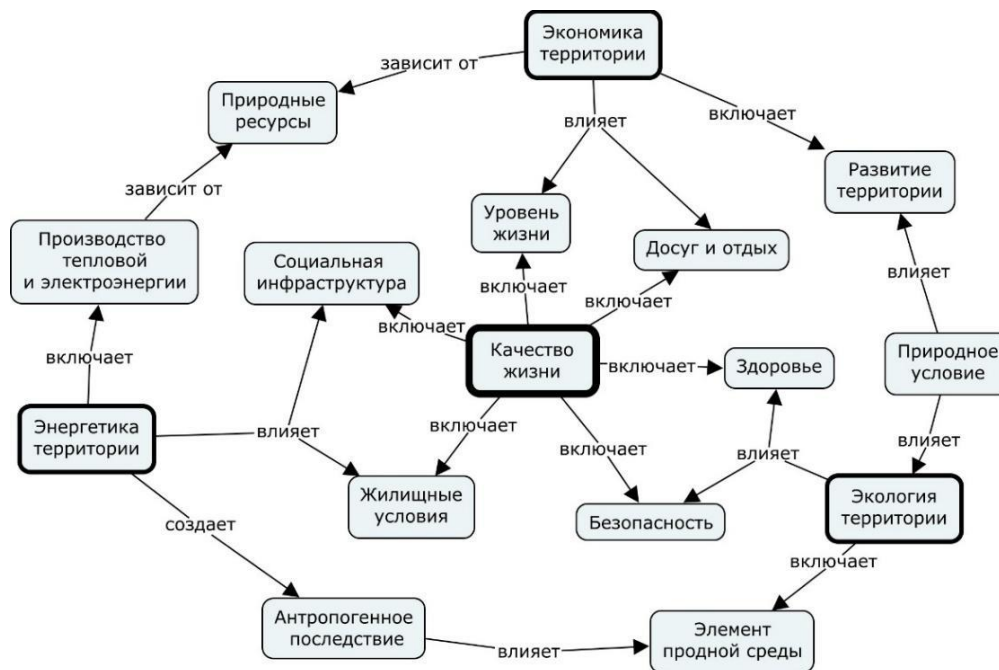 Экономика
территории
зависит от
включает
Природные
ресурсы
влияет
Развитие
территории
зависит от
Уровень
жизни
Производство
тепловой
и электроэнергии
Социальная
инфраструктура
Досуг и отдых
влияет
включает
включает
включает
включает
Качество
жизни
включает
Здоровье
Природное
условие
Энергетика
территории
влияет
включает
включает
влияет
влияет
Жилищные
условия
Безопасность
Экология
территории
создает
включает
Антропогенное
последствие
влияет
Элемент
продной среды